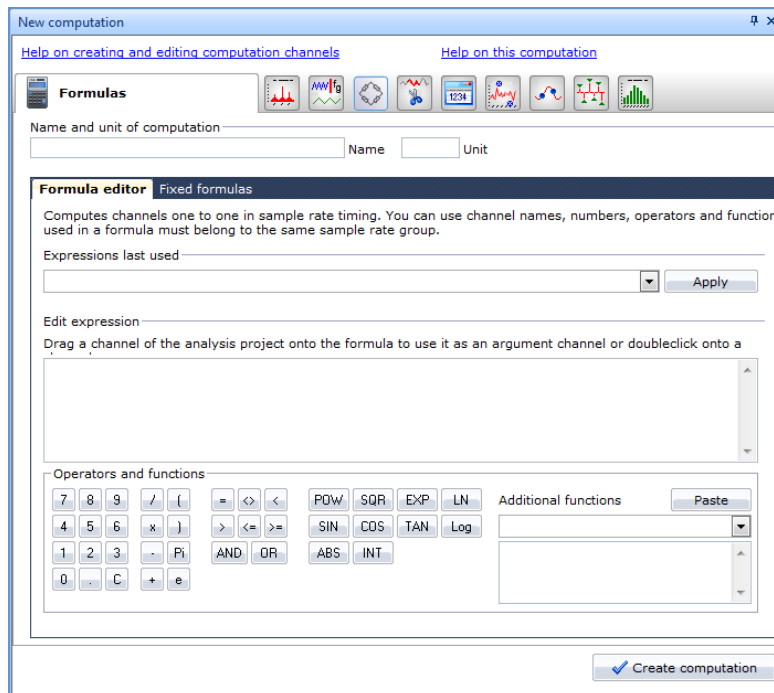 New computation
Help on creating and editing computation channels Help on this computation
Formulas fg 1234
Name and unit of computation
Name Unit
Formula editor Fixed formulas
Computes channels one to one in sample rate timing. You can use channel names, numbers, operators and function
used in a formula must belong to the same sample rate group.
Expressions last used
Apply
Edit expression
Drag a channel of the analysis project onto the formula to use it as an argument channel or doubleclick onto a
Operators and functions
7 8 9 / ( = <> < POW SQR EXP LN Additional functions Paste
4 5 6 x ) > <= >= SIN COS TAN Log
1 2 3 - Pi AND OR ABS INT
0 . C + e
Create computation